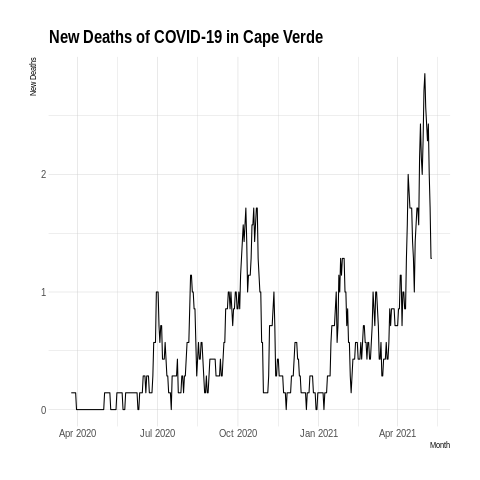 New Deaths of COVID-19 in Cape Verde
New Deaths
2
1
0
Apr 2020 Jul 2020 Oct 2020 Jan 2021 Apr 2021
Month